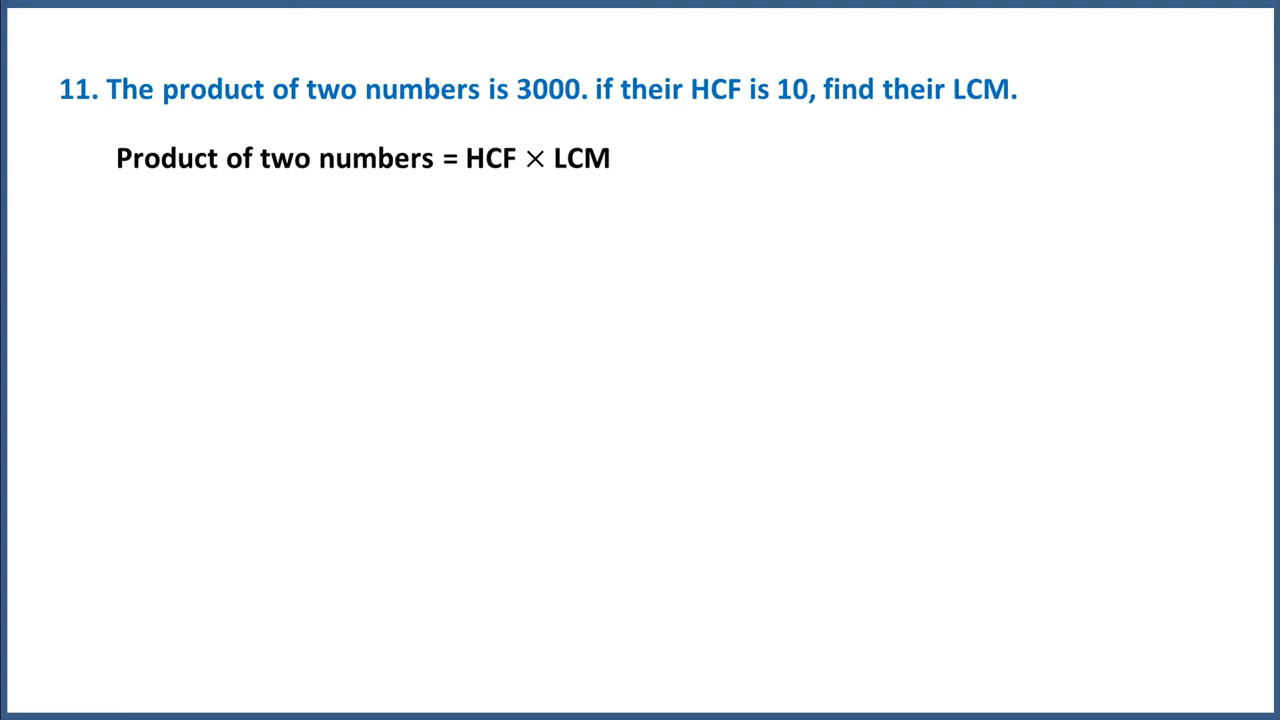 11. The product of two numbers is 3000. if their HCF is 10, find their LCM.
Product of two numbers = HCF × LCM